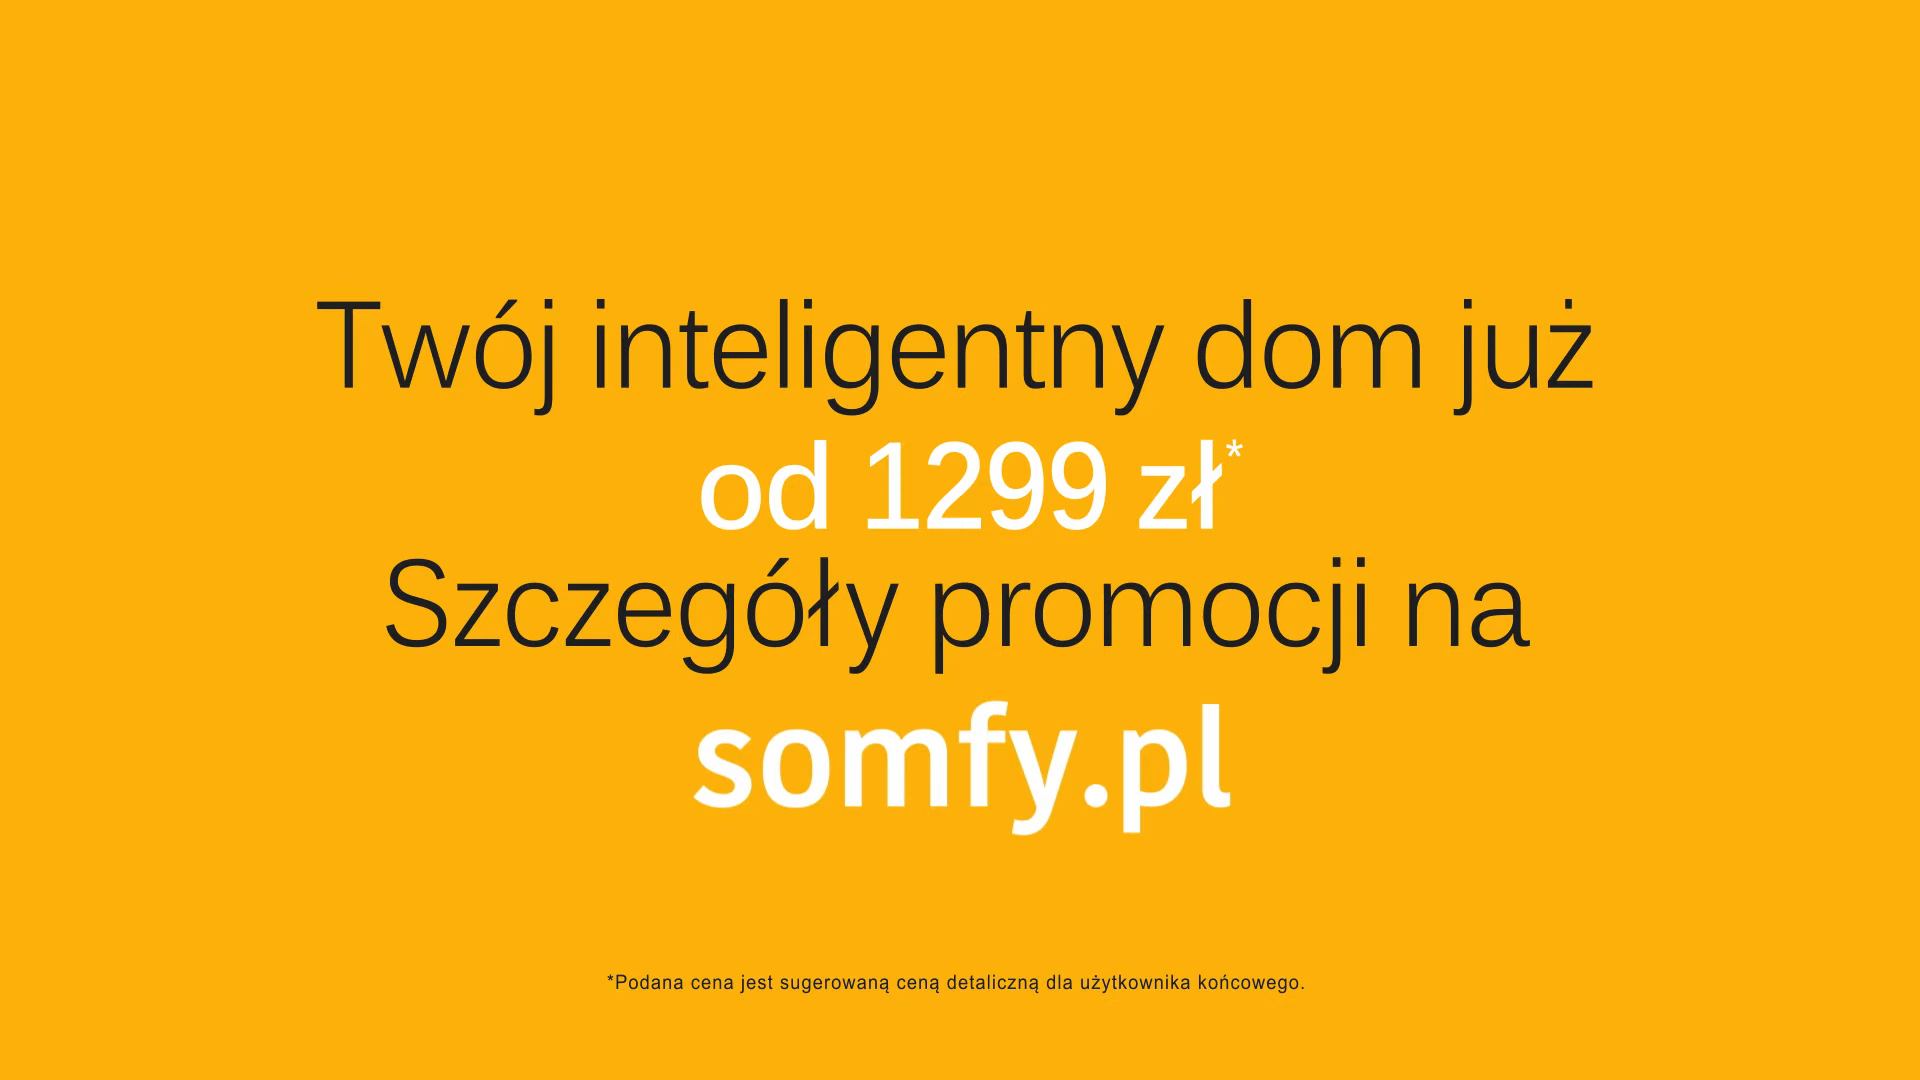 Twój inteligentny dom już
od 1299 zł*
Szczegóły promocji na
somfy.pl
*Podana cena jest sugerowaną ceną detaliczną dla użytkownika końcowego.